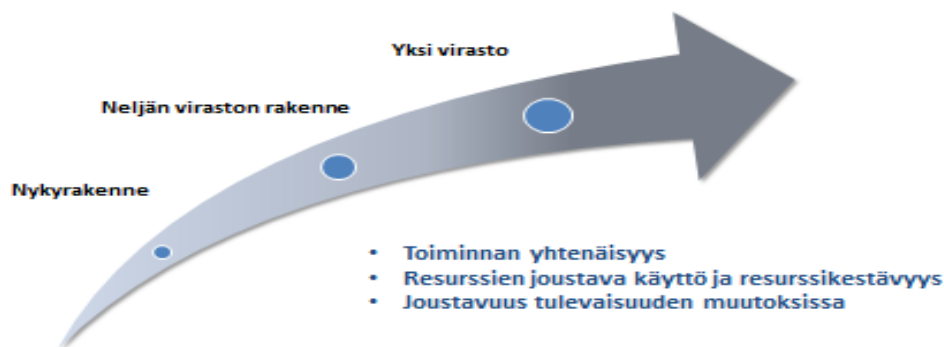 Yksi virasto
Neljän viraston rakenne
Nykyrakenne
• Toiminnan yhtenäisyys
• Resurssien joustava käyttö ja resurssikestävyys
• Joustavuus tulevaisuuden muutoksissa